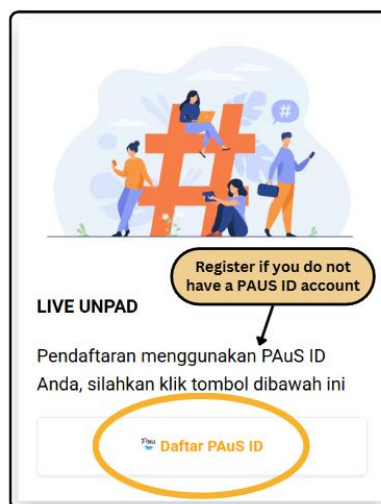 #
Register if you do not
have a PAUS ID account
LIVE UNPAD
Pendaftaran menggunakan PAuS ID
Anda, silahkan klik tombol dibawah ini
Daftar PAuS ID